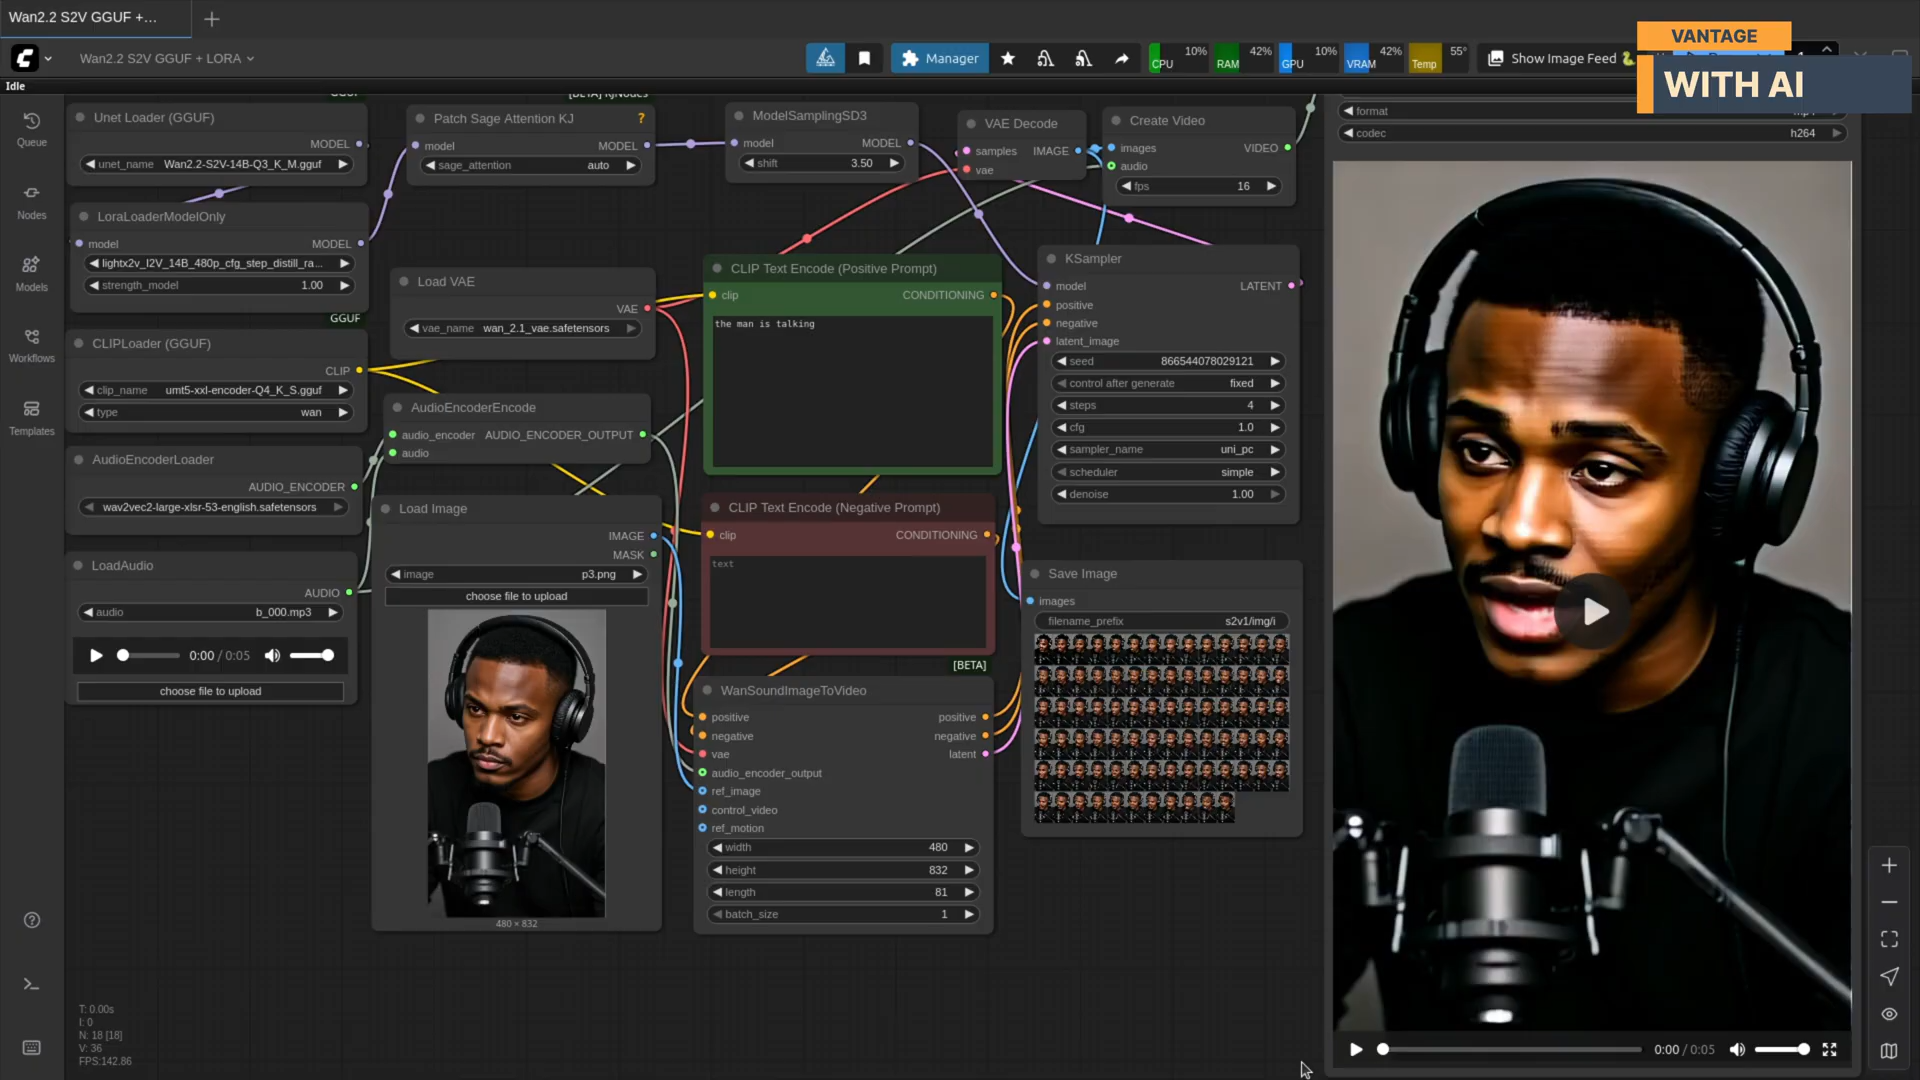 Wan2.2 S2V GGUF +...
Wan2.2 S2V GGUF + LORA
Manager
10%
CPU
42%
RAM
10%
GPU
42%
VRAM
55°
Temp
Show Image Feed
VANTAGE
WITH AI
Idle
Queue
Nodes
Models
Workflows
Templates
Unet Loader (GGUF)
MODEL
unet_name Wan2.2-S2V-14B-Q3_K_M.gguf
LoraLoaderModelOnly
model MODEL
lightx2v_I2V_14B_480p_cfg_step_distill_ra...
strength_model 1.00
GGUF
CLIPLoader (GGUF)
CLIP
clip_name umt5-xxl-encoder-Q4_K_S.gguf
type wan
AudioEncoderLoader
AUDIO_ENCODER
wav2vec2-large-xlsr-53-english.safetensors
LoadAudio
AUDIO
audio b_000.mp3
0:00 / 0:05
choose file to upload
[BETA] KJNodes
Patch Sage Attention KJ ?
model MODEL
sage_attention auto
Load VAE
VAE
vae_name wan_2.1_vae.safetensors
AudioEncoderEncode
audio_encoder AUDIO_ENCODER_OUTPUT
audio
Load Image
IMAGE
MASK
image p3.png
choose file to upload
480 × 832
ModelSamplingSD3
model MODEL
shift 3.50
CLIP Text Encode (Positive Prompt)
clip CONDITIONING
the man is talking
CLIP Text Encode (Negative Prompt)
clip CONDITIONING
text
[BETA]
WanSoundImageToVideo
positive positive
negative negative
vae latent
audio_encoder_output
ref_image
control_video
ref_motion
width 480
height 832
length 81
batch_size 1
VAE Decode
samples IMAGE
vae
Create Video
images VIDEO
audio
fps 16
KSampler
model LATENT
positive
negative
latent_image
seed 866544078029121
control after generate fixed
steps 4
cfg 1.0
sampler_name uni_pc
scheduler simple
denoise 1.00
Save Image
images
filename_prefix s2v1/img/i
format
codec h264
0:00 / 0:05
T: 0.00s
I: 0
N: 18 [18]
V: 36
FPS:142.86